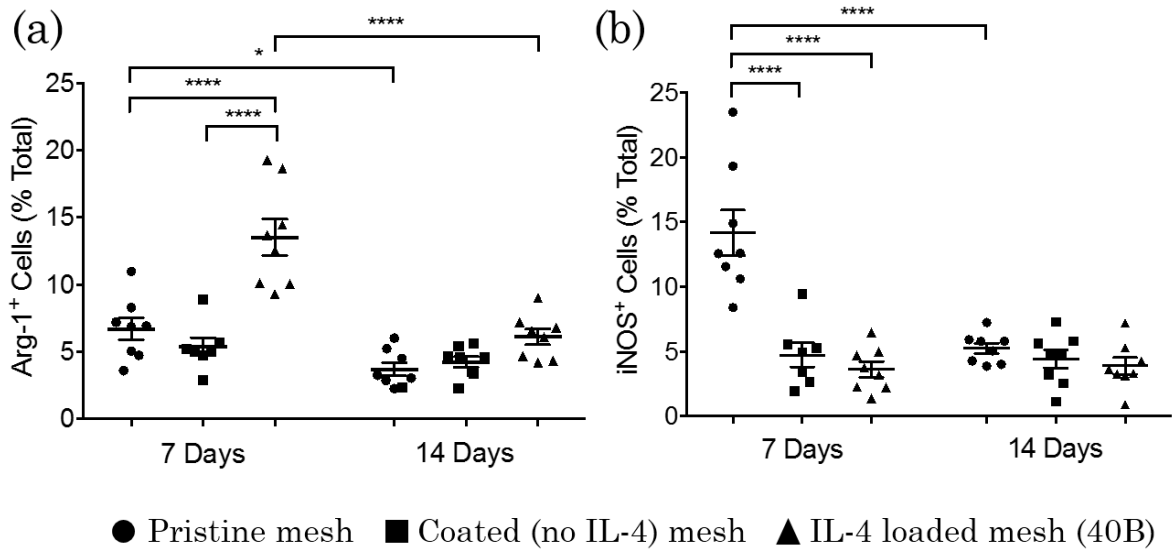 (a)
****
*
****
****
Arg-1+ Cells (% Total)
25
20
15
10
5
0
7 Days
14 Days
(b)
****
****
****
iNOS+ Cells (% Total)
25
20
15
10
5
0
7 Days
14 Days
Pristine mesh Coated (no IL-4) mesh IL-4 loaded mesh (40B)